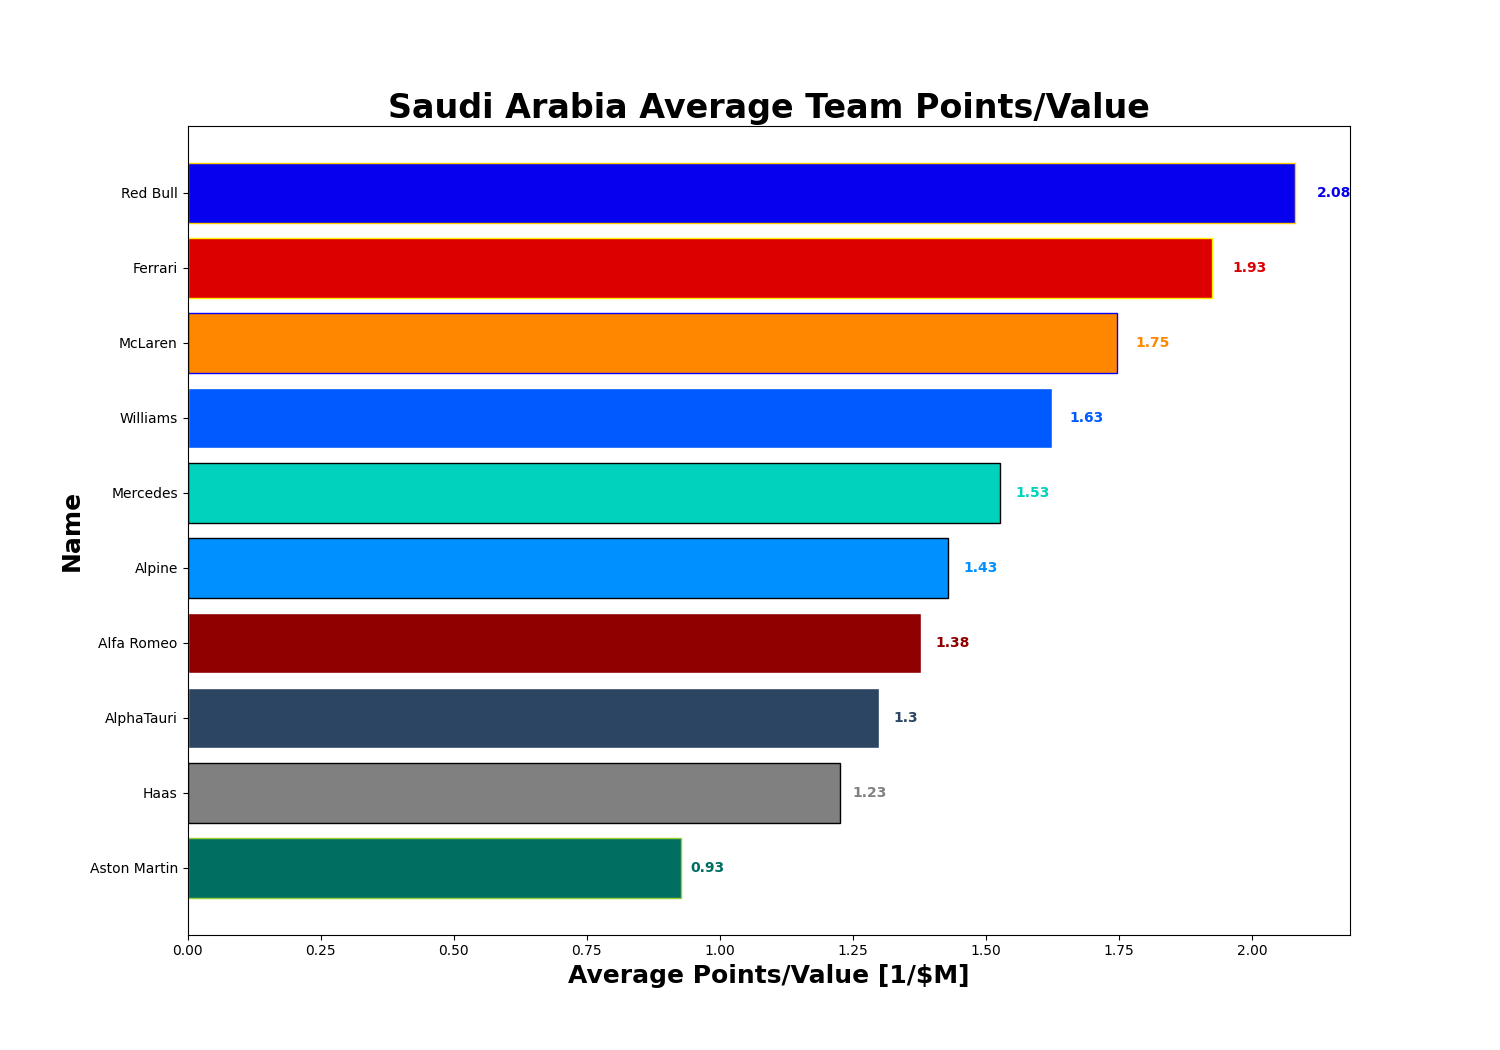 Saudi Arabia Average Team Points/Value
Red Bull 2.08
Ferrari 1.93
McLaren 1.75
Williams 1.63
Mercedes 1.53
Alpine 1.43
Alfa Romeo 1.38
AlphaTauri 1.3
Haas 1.23
Aston Martin 0.93
Name
0.00 0.25 0.50 0.75 1.00 1.25 1.50 1.75 2.00
Average Points/Value [1/$M]